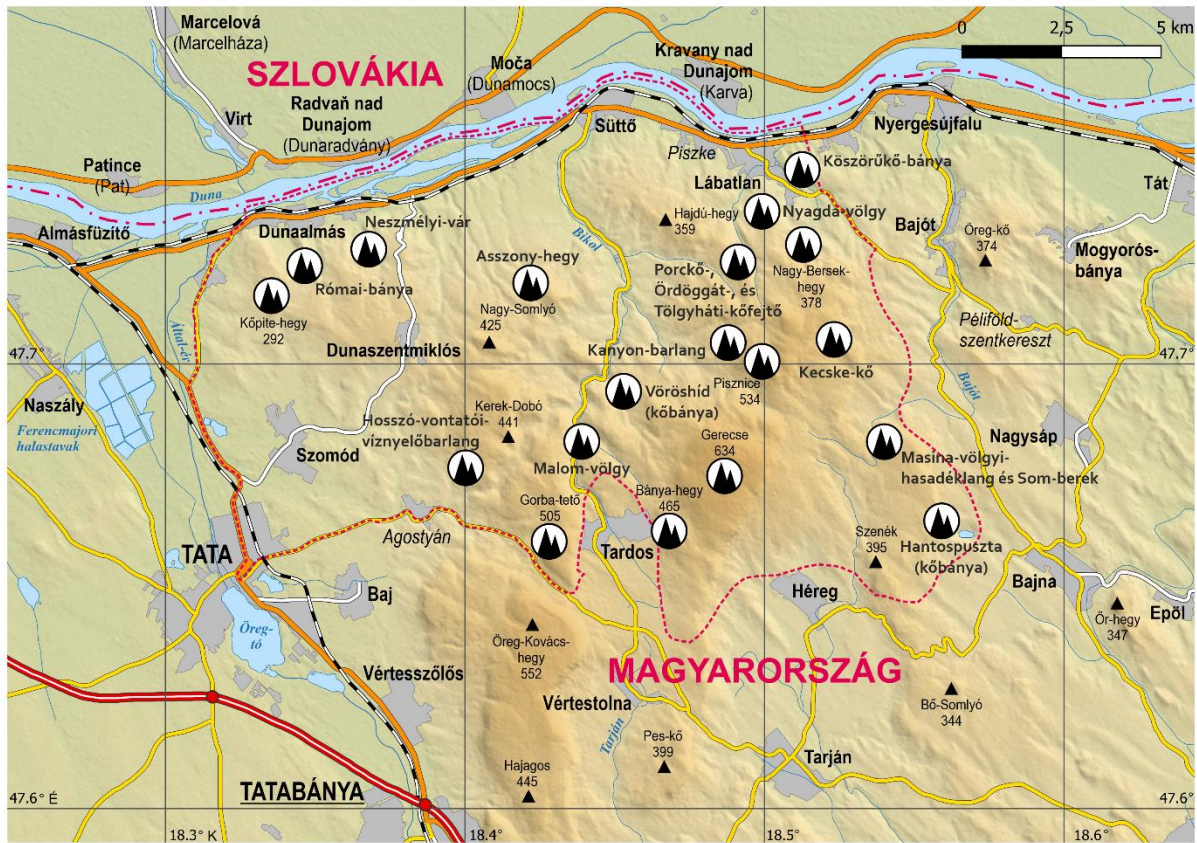 Marcelová
(Marcelháza)
SZLOVÁKIA
Moča
(Dunamocs)
Kravany nad
Dunajom
(Karva)
0 2,5 5 km
Virt
Radvaň nad
Dunajom
(Dunaradvány)
Süttő
Nyergesújfalu
Patince
(Pat)
Duna
Piszke
Kőszörűkő-bánya
Lábatlan
Tát
Almásfüzítő
Dunaalmás
Neszmélyi-vár
Bikol
Hajdú-hegy
359
Nyagda-völgy
Bajót
Öreg-kő
374
Mogyorós-
bánya
Asszony-hegy
Római-bánya
Porckő-,
Ördöggát-, és
Tölgyháti-kőfejtő
Nagy-Bersek-
hegy
378
Kőpite-hegy
292
Nagy-Somlyó
425
Által-ér
Péliföld-
szentkereszt
47.7
Dunaszentmiklós
Kanyon-barlang
Pisznice
534
Kecske-kő
47.7
Naszály
Ferencmajori
halastavak
Vöröshíd
(kőbánya)
Bajót
Kerek-Dobó
441
Hosszó-vontatói-
víznyelőbarlang
Gerecse
634
Nagysáp
Szomód
Malom-völgy
Masina-völgyi-
hasadéklang és Som-berek
Gorba-tető
505
Bánya-hegy
465
Agostyán
Szenék
395
Hantospuszta
(kőbánya)
TATA
Tardos
Bajna
Baj
Héreg
Epöl
Öreg-
tó
Őr-hegy
347
Öreg-Kovács-
hegy
552
MAGYARORSZÁG
Vértesszőlős
Vértestolna
Bő-Somlyó
344
Tarján
Pes-kő
399
Tarján
Hajagos
445
TATABÁNYA
47.6° É
47.6°
18.3° K
18.4°
18.5°
18.6°